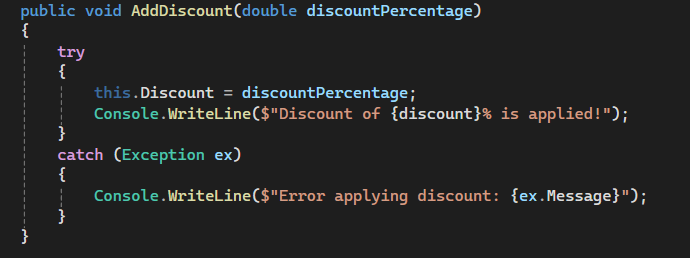 public void AddDiscount(double discountPercentage)
{
try
{
this.Discount = discountPercentage;
Console.WriteLine($"Discount of {discount}% is applied!");
}
catch (Exception ex)
{
Console.WriteLine($"Error applying discount: {ex.Message}");
}
}